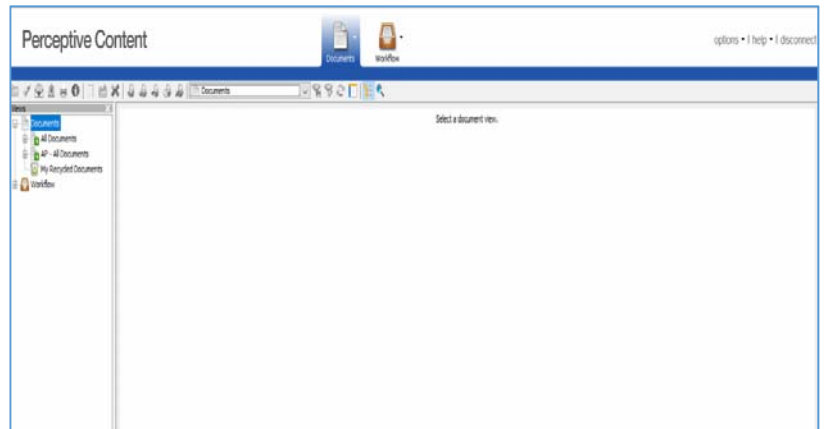 Perceptive Content
Documents
Workflow
options • I help • I disconnect
Documents
Views
Documents
All Documents
AP - All Documents
My Recycled Documents
Workflow
Select a document view.